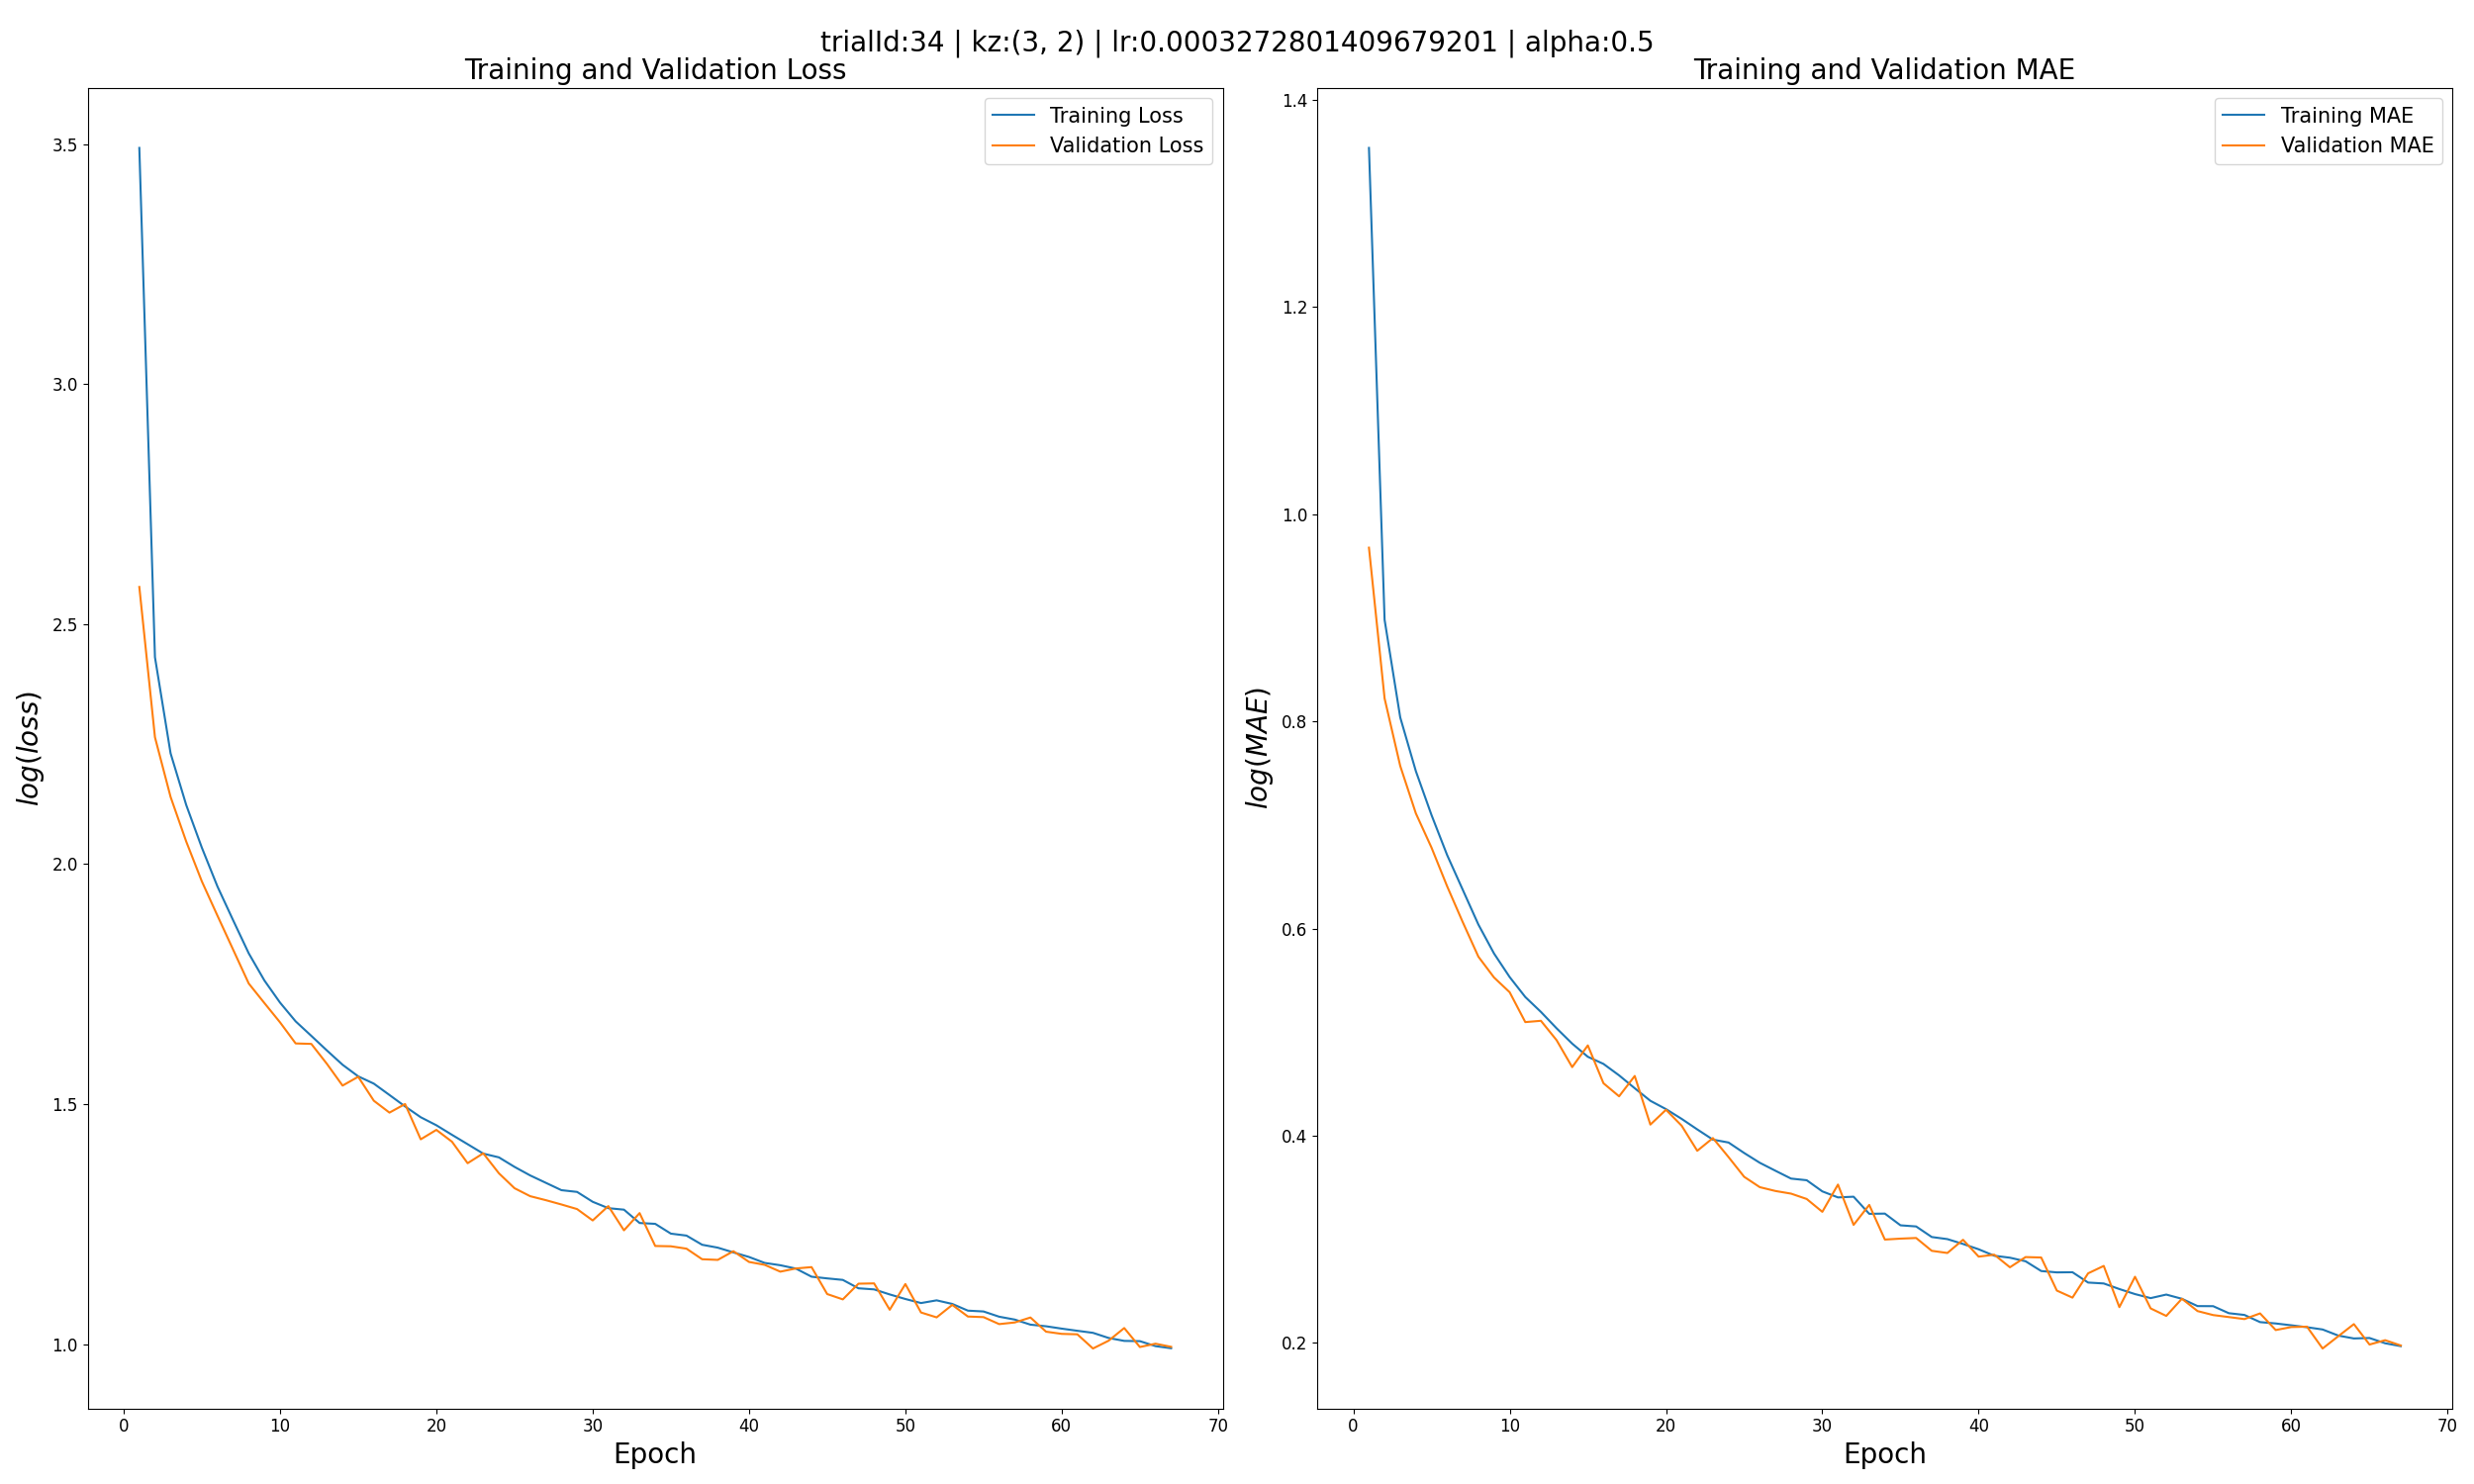 trialId:34 | kz:(3, 2) | lr:0.0003272801409679201 | alpha:0.5
Training and Validation Loss
Training Loss
Validation Loss
3.5
3.0
2.5
2.0
1.5
1.0
log(loss)
0 10 20 30 40 50 60 70
Epoch
Training and Validation MAE
Training MAE
Validation MAE
1.4
1.2
1.0
0.8
0.6
0.4
0.2
log(MAE)
0 10 20 30 40 50 60 70
Epoch